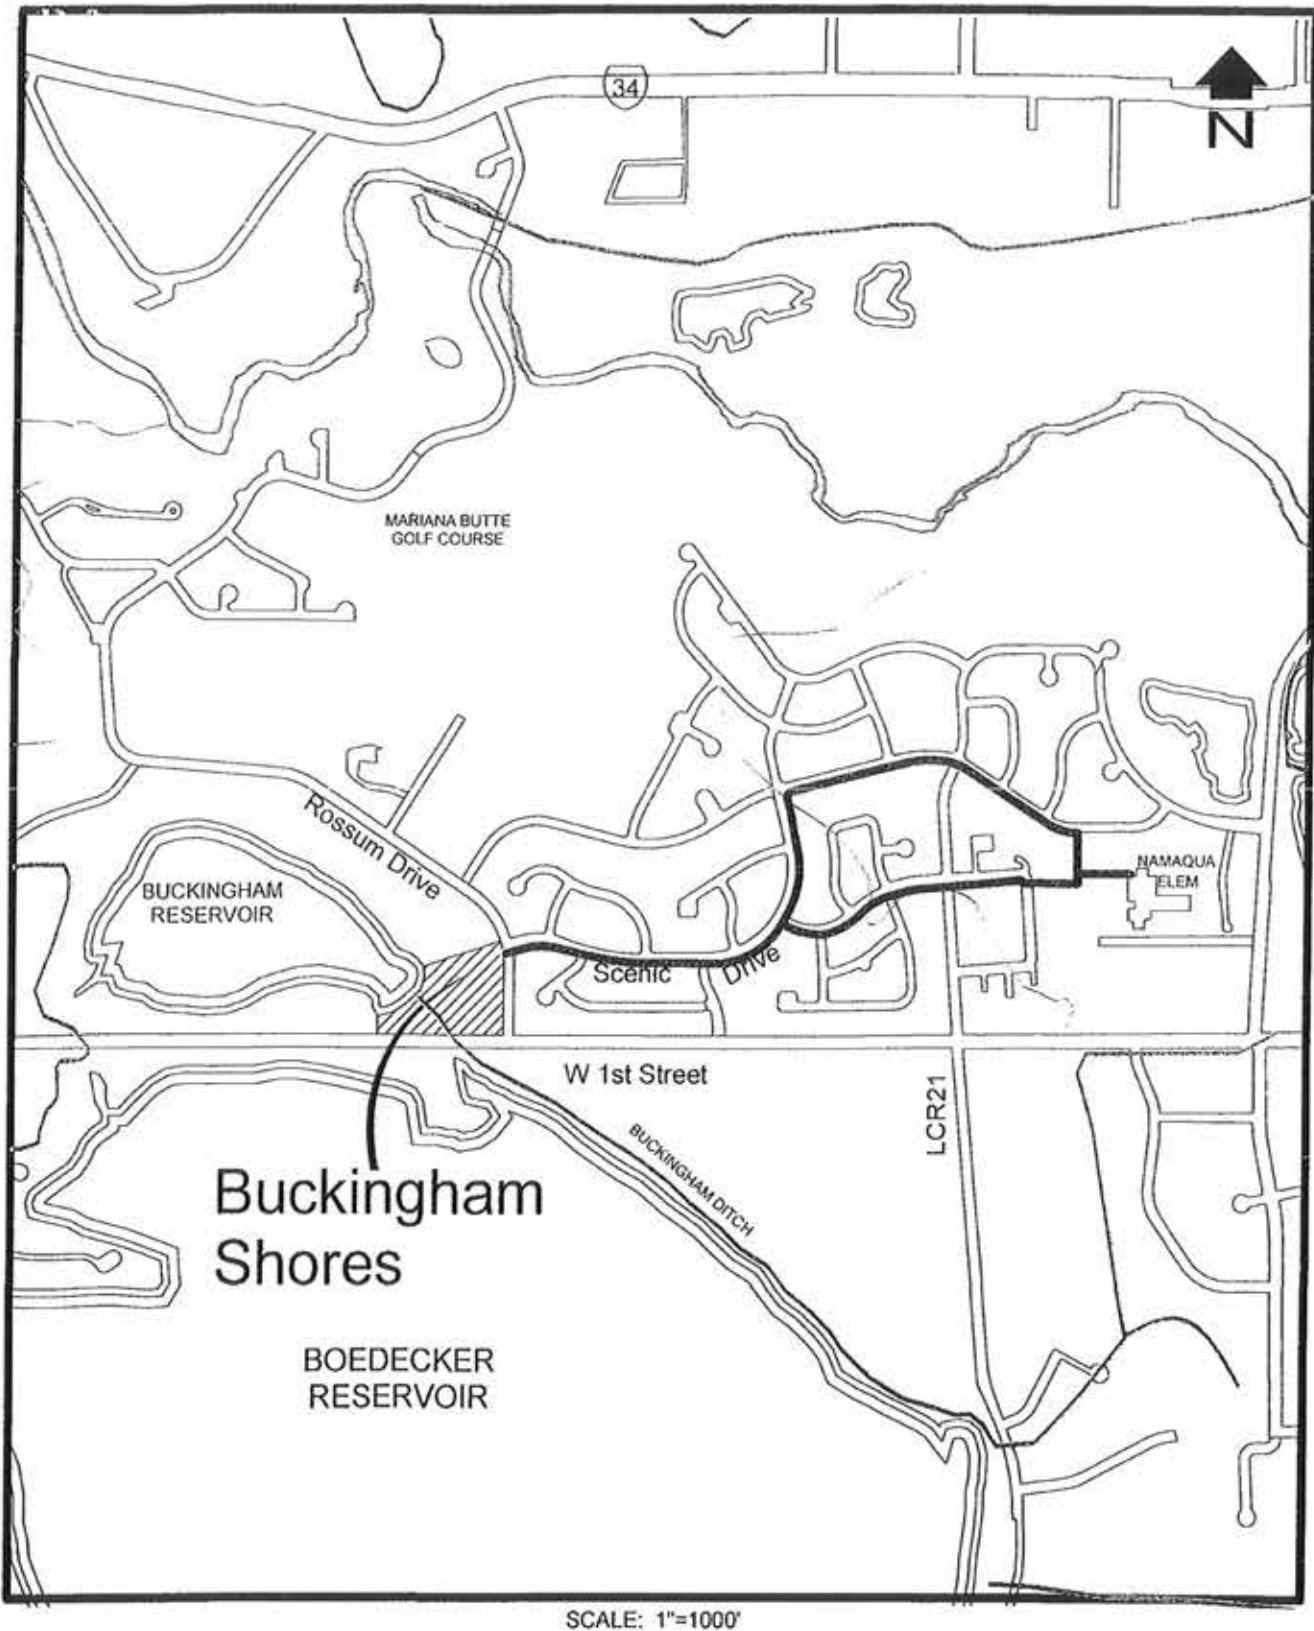 34
N
MARIANA BUTTE
GOLF COURSE
Rossum Drive
BUCKINGHAM
RESERVOIR
NAMAQUA
ELEM
Scenic Drive
W 1st Street
LCR21
BUCKINGHAM DITCH
Buckingham
Shores
BOEDECKER
RESERVOIR
SCALE: 1"=1000'